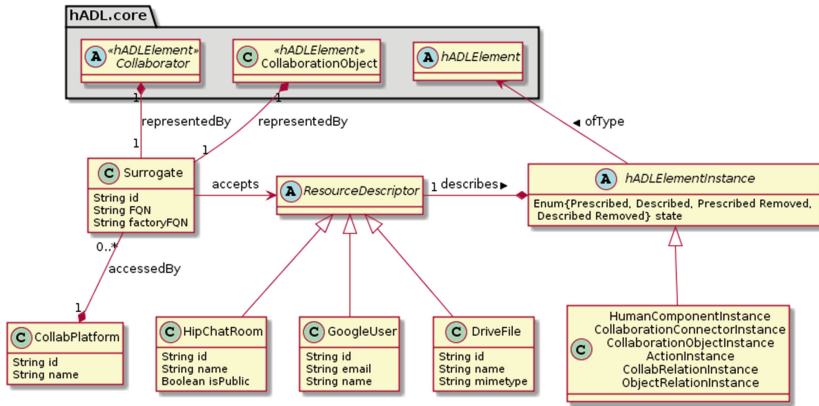 hADL.core
A «hADLElement»
Collaborator
C «hADLElement»
CollaborationObject
A hADLElement
1
1
representedBy
representedBy
◄ ofType
1
1
C Surrogate
String id
String FQN
String factoryFQN
accepts
A ResourceDescriptor
1 describes►
A hADLElementInstance
Enum{Prescribed, Described, Prescribed Removed,
Described Removed} state
0..*
accessedBy
1
C CollabPlatform
String id
String name
C HipChatRoom
String id
String name
Boolean isPublic
C GoogleUser
String id
String email
String name
C DriveFile
String id
String name
String mimetype
C
HumanComponentInstance
CollaborationConnectorInstance
CollaborationObjectInstance
ActionInstance
CollabRelationInstance
ObjectRelationInstance